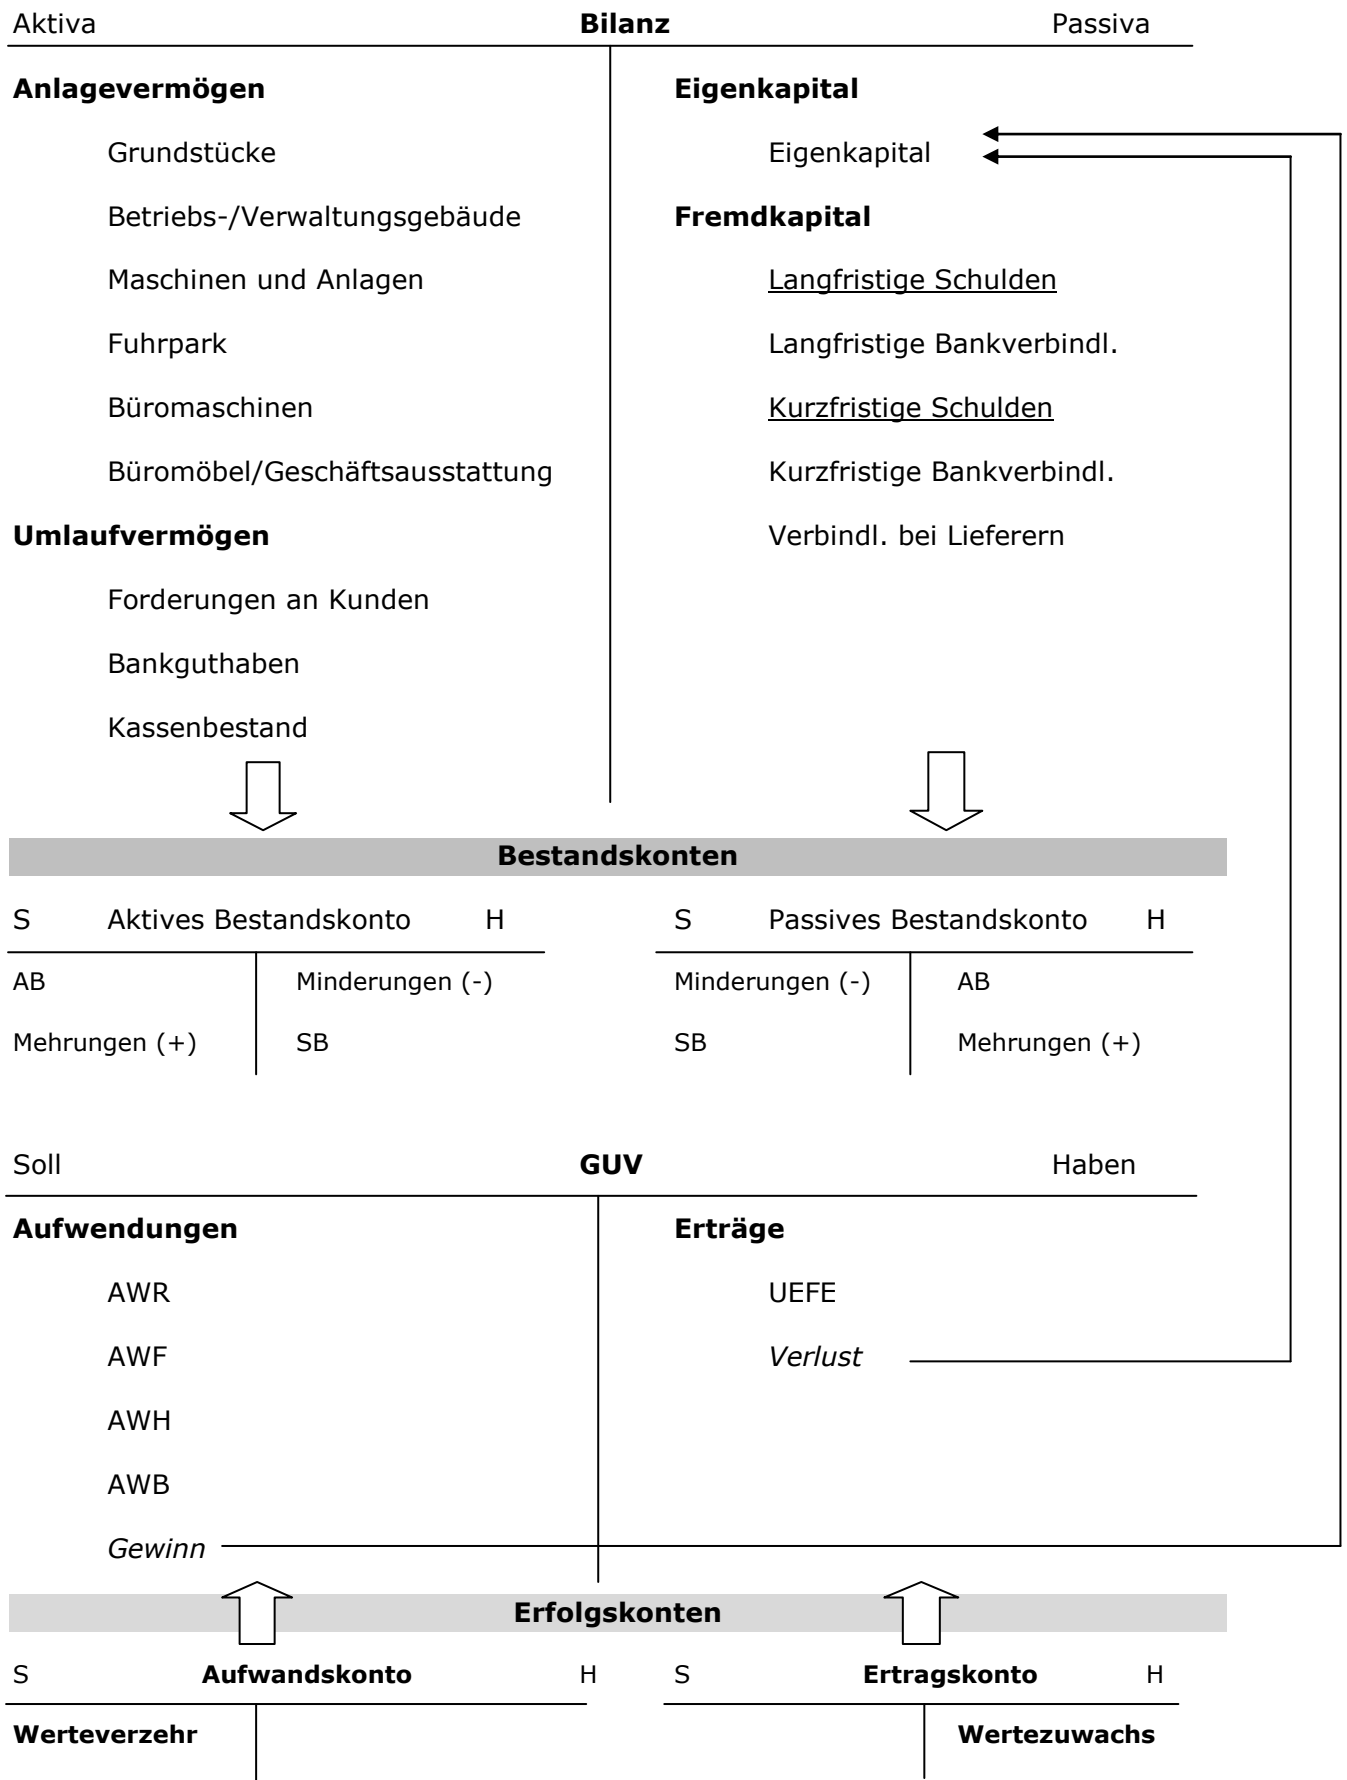 Aktiva Bilanz Passiva
Anlagevermögen Eigenkapital
Grundstücke Eigenkapital
Betriebs-/Verwaltungsgebäude Fremdkapital
Maschinen und Anlagen Langfristige Schulden
Fuhrpark Langfristige Bankverbindl.
Büromaschinen Kurzfristige Schulden
Büromöbel/Geschäftsausstattung Kurzfristige Bankverbindl.
Umlaufvermögen Verbindl. bei Lieferern
Forderungen an Kunden
Bankguthaben
Kassenbestand
Bestandskonten
S Aktives Bestandskonto H S Passives Bestandskonto H
AB Minderungen (-) Minderungen (-) AB
Mehrungen (+) SB SB Mehrungen (+)
Soll GUV Haben
Aufwendungen Erträge
AWR UEFE
AWF Verlust
AWH
AWB
Gewinn
Erfolgskonten
S Aufwandskonto H S Ertragskonto H
Werteverzehr Wertezuwachs